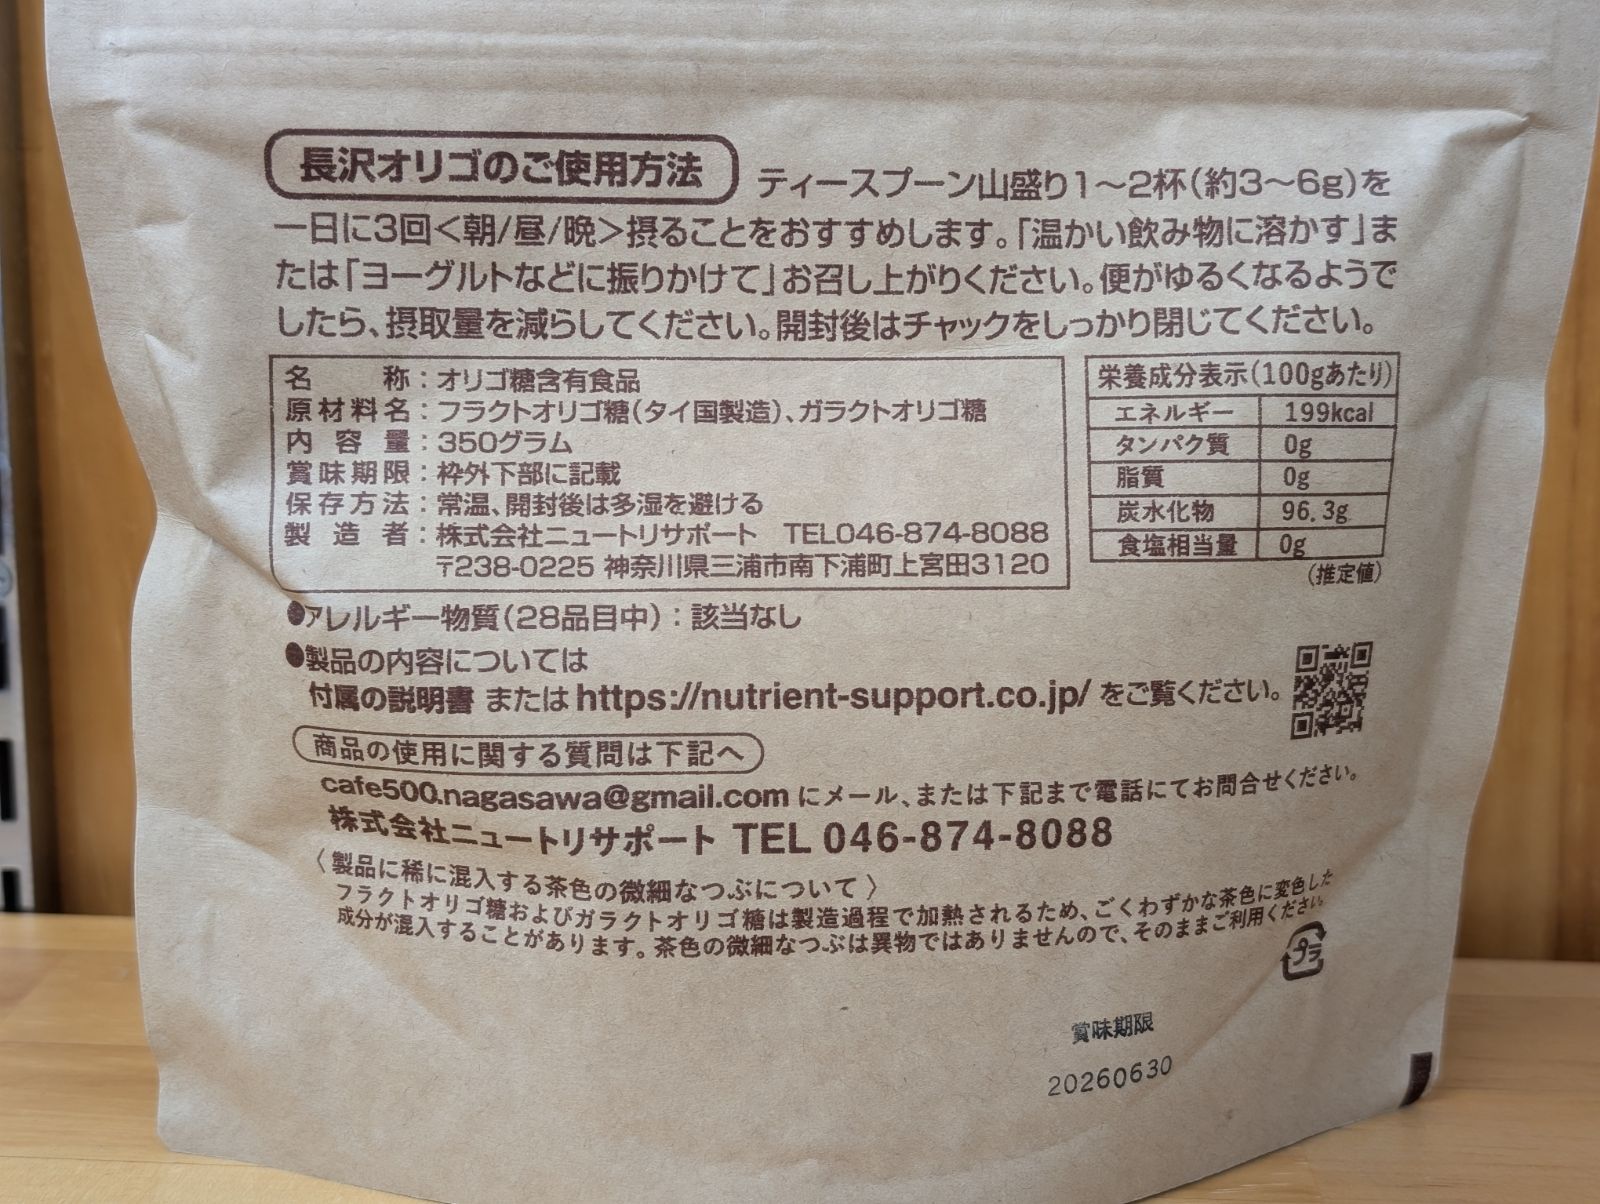 長沢オリゴのご使用方法 ティースプーン山盛り1〜2杯(約3〜6g)を
一日に3回<朝/昼/晩>摂ることをおすすめします。「温かい飲み物に溶かす」ま
たは「ヨーグルトなどに振りかけて」お召し上がりください。便がゆるくなるようで
したら、摂取量を減らしてください。開封後はチャックをしっかり閉じてください。
名称:オリゴ糖含有食品
原材料名:フラクトオリゴ糖(タイ国製造)、ガラクトオリゴ糖
内容量:350グラム
賞味期限:枠外下部に記載
保存方法:常温、開封後は多湿を避ける
製造者:株式会社ニュートリサポート TEL046-874-8088
〒238-0225 神奈川県三浦市南下浦町上宮田3120
栄養成分表示(100gあたり)
エネルギー 199kcal
タンパク質 0g
脂質 0g
炭水化物 96.3g
食塩相当量 0g
(推定値)
●アレルギー物質(28品目中):該当なし
●製品の内容については
付属の説明書 または https://nutrient-support.co.jp/ をご覧ください。
商品の使用に関する質問は下記へ
cafe500.nagasawa@gmail.com にメール、または下記まで電話にてお問合せください。
株式会社ニュートリサポート TEL 046-874-8088
〈製品に稀に混入する茶色の微細なつぶについて〉
フラクトオリゴ糖およびガラクトオリゴ糖は製造過程で加熱されるため、ごくわずかな茶色に変色した
成分が混入することがあります。茶色の微細なつぶは異物ではありませんので、そのままご利用ください。
プラ
賞味期限
20260630